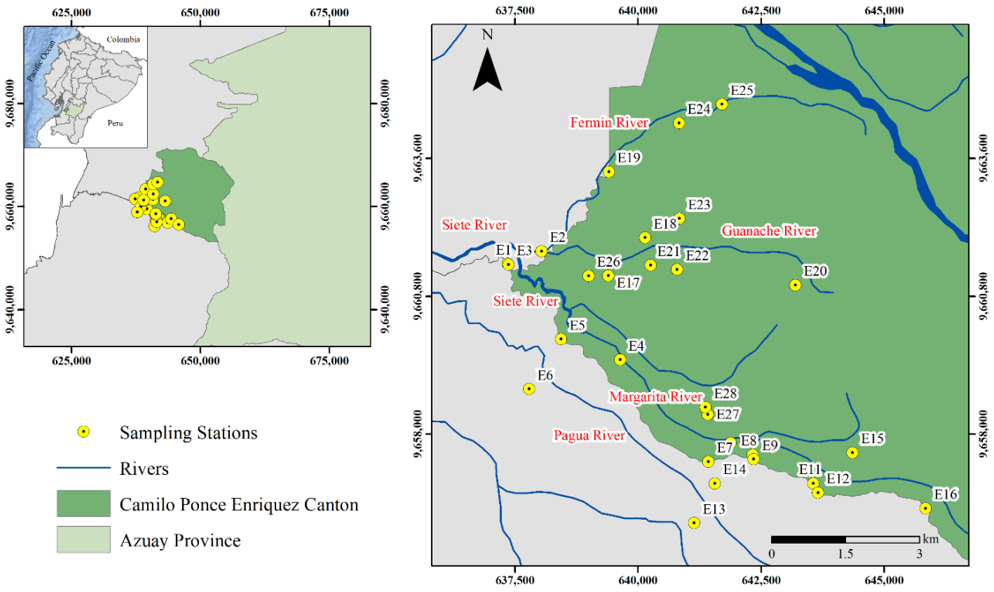 625,000
650,000
675,000
Colombia
Pacific Ocean
Peru
9,680,000
9,680,000
9,660,000
9,660,000
9,640,000
9,640,000
625,000
650,000
675,000
Sampling Stations
Rivers
Camilo Ponce Enriquez Canton
Azuay Province
637,500
640,000
642,500
645,000
N
E25
E24
Fermin River
9,663,000
9,663,000
E19
E23
Siete River
E18
Guanache River
E2
E1
E3
E26
E21
E22
E20
E17
Siete River
9,660,800
9,660,800
E5
E4
E6
Margarita River
E28
E27
Pagua River
9,658,000
9,658,000
E8
E7
E9
E15
E14
E11
E12
E16
E13
0
1.5
3
km
637,500
640,000
642,500
645,000